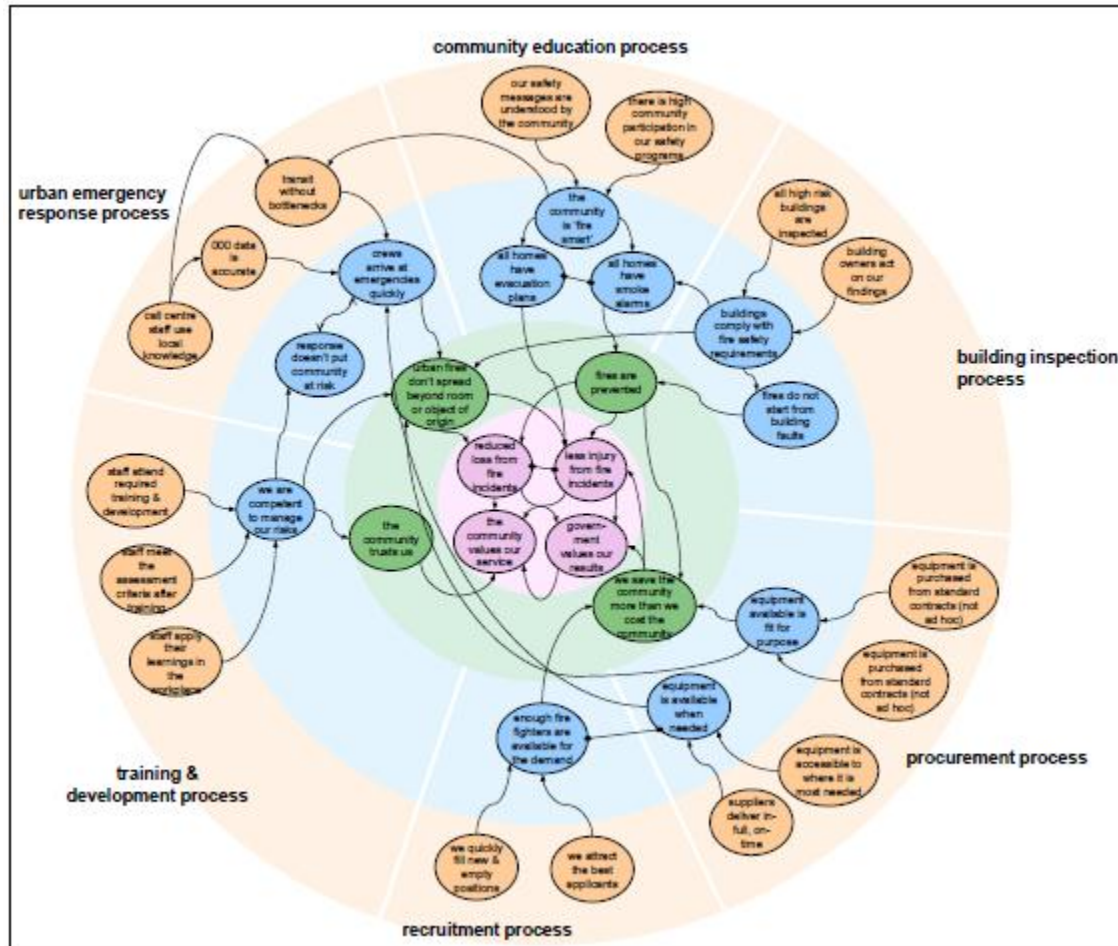 community education process
our safety
messages are
understood by
the community
there is high
community
participation in
our safety
programs
urban emergency
response process
transit
without
bottlenecks
the
community
is 'fire
smart'
all high risk
buildings
are
inspected
000 data
is
accurate
crews
arrive at
emergencies
quickly
all homes
have
evacuation
plans
all homes
have
smoke
alarms
building
owners act
on our
findings
call centre
staff use
local
knowledge
response
doesn't put
community
at risk
buildings
comply with
fire safety
requirements
building inspection
process
urban fires
don't spread
beyond room
or object of
origin
fires are
prevented
fires do not
start from
building
faults
reduced
loss from
fire
incidents
less injury
from fire
incidents
staff attend
required
training &
development
we are
competent
to manage
our risks
the
community
trusts us
the
community
values our
service
govern-
ment
values our
results
staff meet
the
assessment
criteria after
training
we save the
community
more than we
cost the
community
equipment
available is
fit for
purpose
equipment is
purchased
from standard
contracts (not
ad hoc)
staff apply
their
learnings in
the
workplace
equipment is
purchased
from standard
contracts (not
ad hoc)
enough fire
fighters are
available for
the demand
equipment
is available
when
needed
training &
development process
procurement process
equipment is
accessible to
where it is
most needed
suppliers
deliver in-
full, on-
time
we quickly
fill new &
empty
positions
we attract
the best
applicants
recruitment process